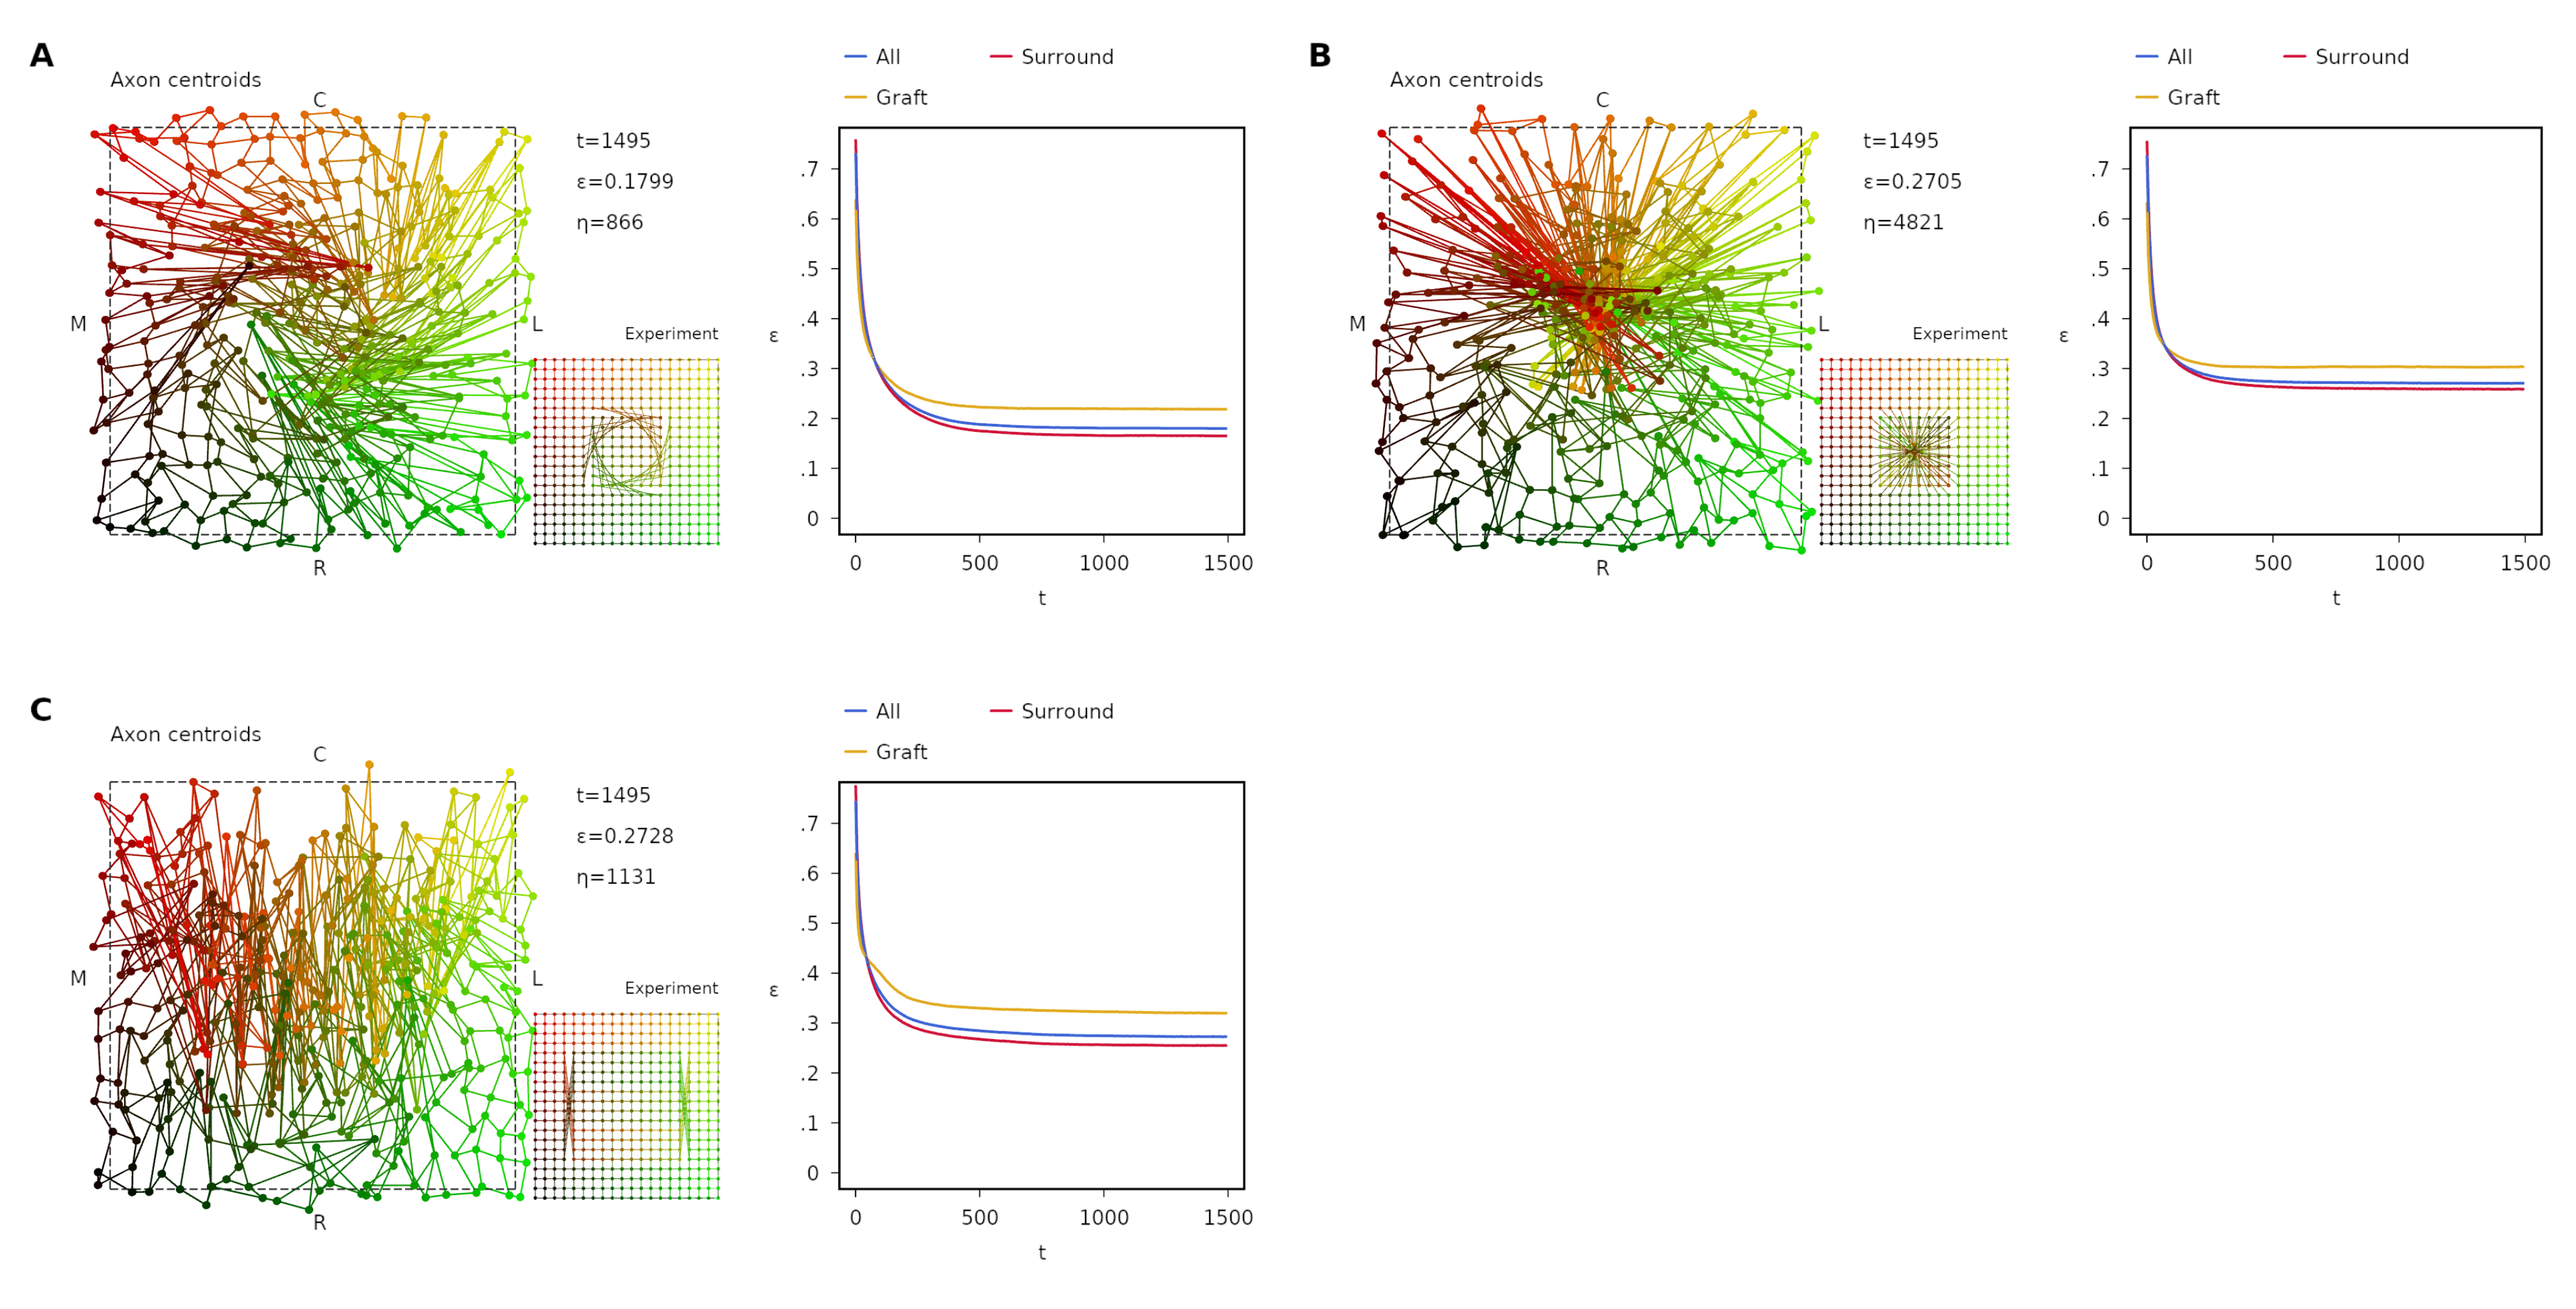 A
Axon centroids
C
M
L
R
t=1495
ε=0.1799
η=866
Experiment
All
Surround
Graft
.7
.6
.5
.4
.3
.2
.1
0
ε
0 500 1000 1500
t
B
Axon centroids
C
M
L
R
t=1495
ε=0.2705
η=4821
Experiment
All
Surround
Graft
.7
.6
.5
.4
.3
.2
.1
0
ε
0 500 1000 1500
t
C
Axon centroids
C
M
L
R
t=1495
ε=0.2728
η=1131
Experiment
All
Surround
Graft
.7
.6
.5
.4
.3
.2
.1
0
ε
0 500 1000 1500
t